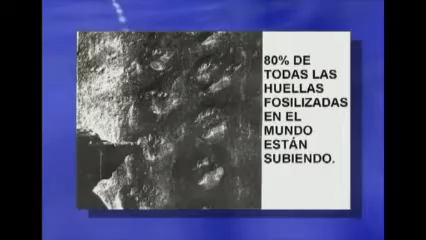 80% DE
TODAS LAS
HUELLAS
FOSILIZADAS
EN EL
MUNDO
ESTÁN
SUBIENDO.